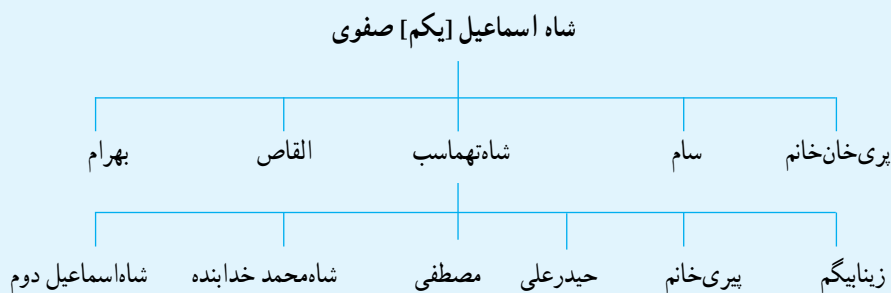 شاه اسماعیل [یکم] صفوی
پری‌خان‌خانم سام شاه‌تهماسب القاص بهرام
زینابیگم پیری‌خانم حیدرعلی مصطفی شاه‌محمد خدابنده شاه‌اسماعیل دوم